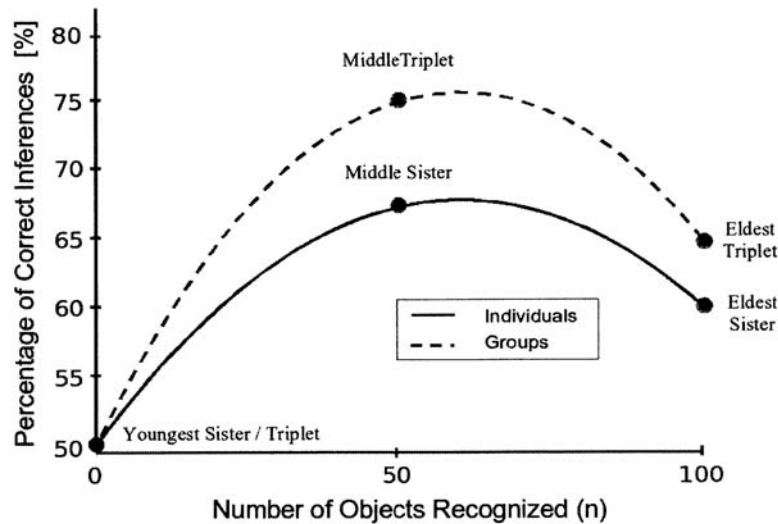 Percentage of Correct Inferences [%]
80
75
70
65
60
55
50
MiddleTriplet
Middle Sister
Eldest
Triplet
Eldest
Sister
Individuals
Groups
Youngest Sister / Triplet
0
50
100
Number of Objects Recognized (n)